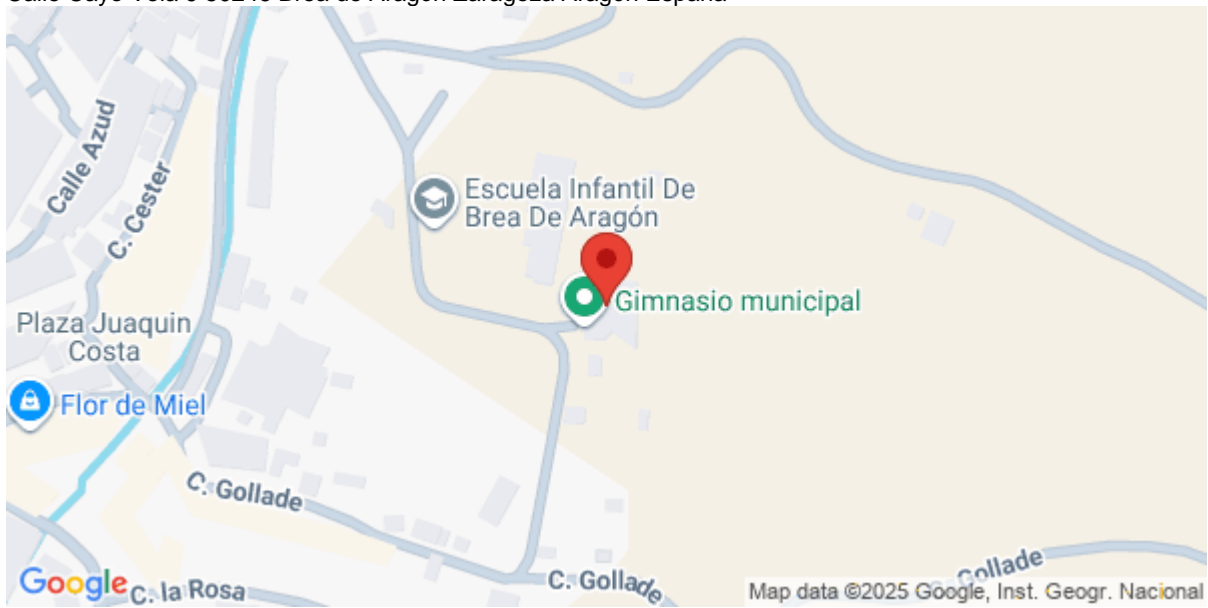 Calle Azud
C. Cester
Escuela Infantil De
Brea De Aragón
Gimnasio municipal
Plaza Juaquin
Costa
Flor de Miel
C. Gollade
C. Gollade
Gollade
Google
C. la Rosa
Map data ©2025 Google, Inst. Geogr. Nacional